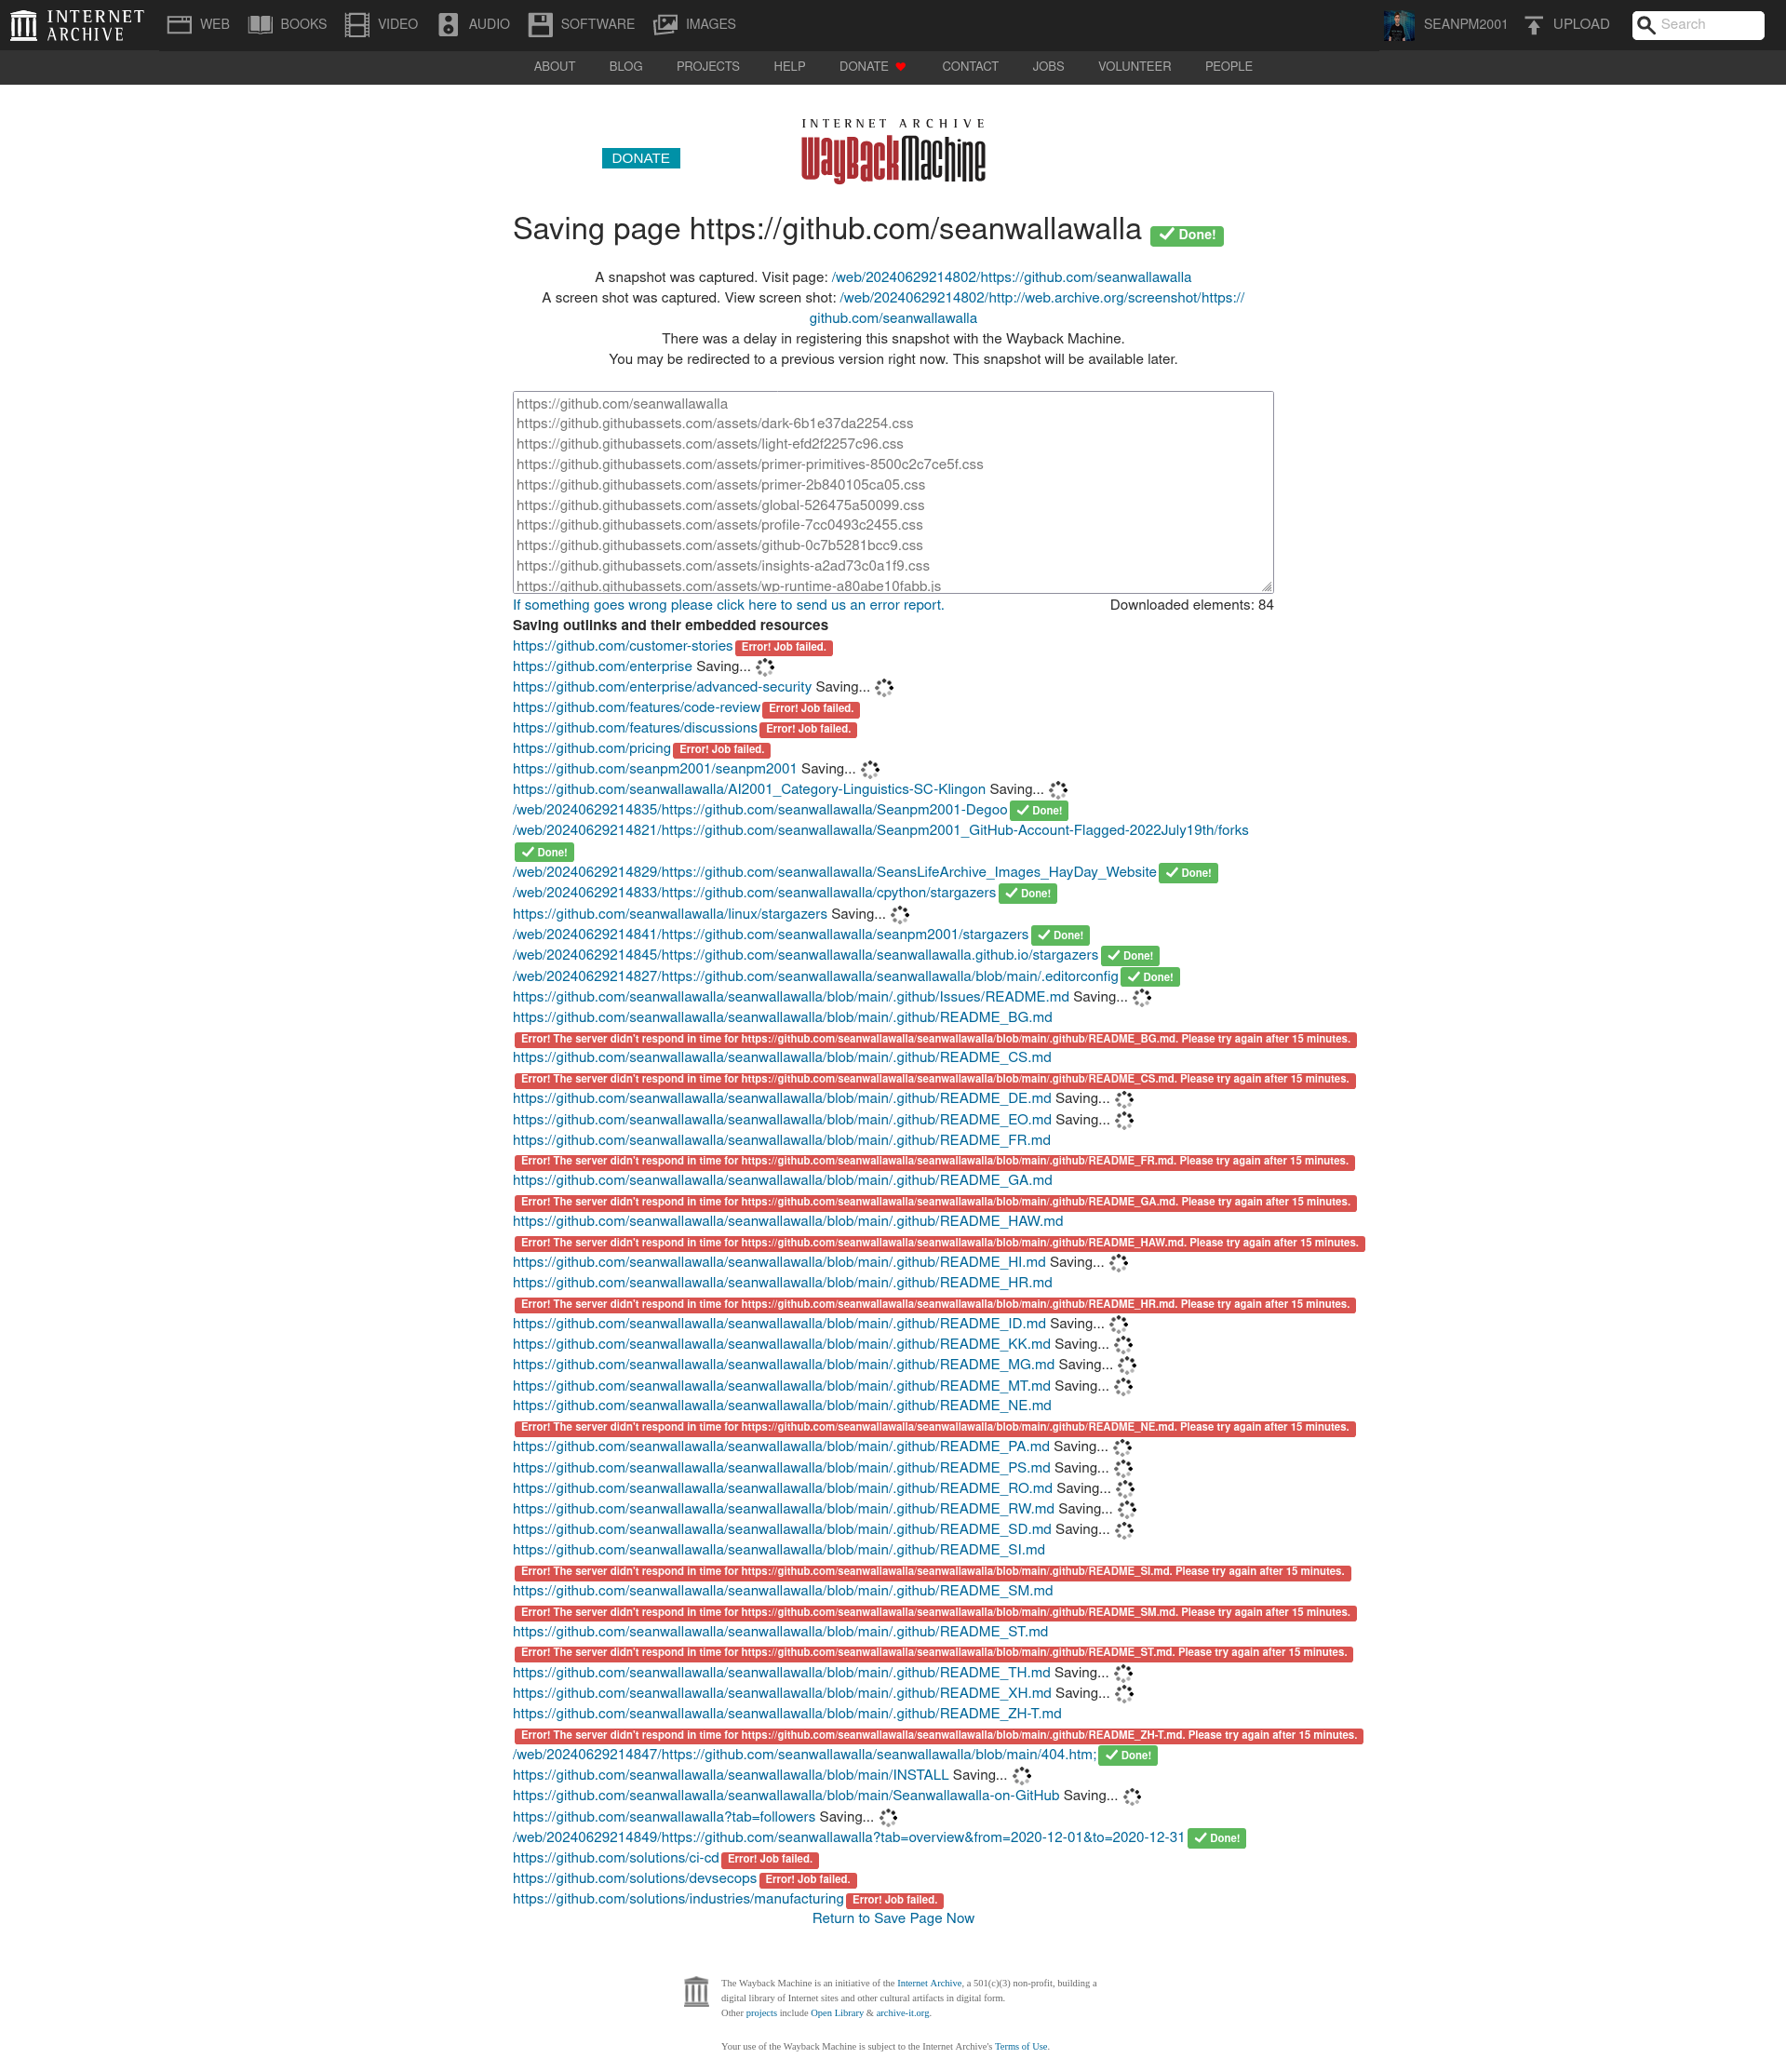 INTERNET ARCHIVE
WEB BOOKS VIDEO AUDIO SOFTWARE IMAGES SEANPM2001 UPLOAD Search
ABOUT BLOG PROJECTS HELP DONATE CONTACT JOBS VOLUNTEER PEOPLE
INTERNET ARCHIVE
DONATE WayBackMachine
Saving page https://github.com/seanwallawalla Done!
A snapshot was captured. Visit page: /web/20240629214802/https://github.com/seanwallawalla
A screen shot was captured. View screen shot: /web/20240629214802/http://web.archive.org/screenshot/https://
github.com/seanwallawalla
There was a delay in registering this snapshot with the Wayback Machine.
You may be redirected to a previous version right now. This snapshot will be available later.
https://github.com/seanwallawalla
https://github.githubassets.com/assets/dark-6b1e37da2254.css
https://github.githubassets.com/assets/light-efd2f2257c96.css
https://github.githubassets.com/assets/primer-primitives-8500c2c7ce5f.css
https://github.githubassets.com/assets/primer-2b840105ca05.css
https://github.githubassets.com/assets/global-526475a50099.css
https://github.githubassets.com/assets/profile-7cc0493c2455.css
https://github.githubassets.com/assets/github-0c7b5281bcc9.css
https://github.githubassets.com/assets/insights-a2ad73c0a1f9.css
https://github.githubassets.com/assets/wp-runtime-a80abe10fabb.js
If something goes wrong please click here to send us an error report. Downloaded elements: 84
Saving outlinks and their embedded resources
https://github.com/customer-stories Error! Job failed.
https://github.com/enterprise Saving...
https://github.com/enterprise/advanced-security Saving...
https://github.com/features/code-review Error! Job failed.
https://github.com/features/discussions Error! Job failed.
https://github.com/pricing Error! Job failed.
https://github.com/seanpm2001/seanpm2001 Saving...
https://github.com/seanwallawalla/AI2001_Category-Linguistics-SC-Klingon Saving...
/web/20240629214835/https://github.com/seanwallawalla/Seanpm2001-Degoo Done!
/web/20240629214821/https://github.com/seanwallawalla/Seanpm2001_GitHub-Account-Flagged-2022July19th/forks
Done!
/web/20240629214829/https://github.com/seanwallawalla/SeansLifeArchive_Images_HayDay_Website Done!
/web/20240629214833/https://github.com/seanwallawalla/cpython/stargazers Done!
https://github.com/seanwallawalla/linux/stargazers Saving...
/web/20240629214841/https://github.com/seanwallawalla/seanpm2001/stargazers Done!
/web/20240629214845/https://github.com/seanwallawalla/seanwallawalla.github.io/stargazers Done!
/web/20240629214827/https://github.com/seanwallawalla/seanwallawalla/blob/main/.editorconfig Done!
https://github.com/seanwallawalla/seanwallawalla/blob/main/.github/Issues/README.md Saving...
https://github.com/seanwallawalla/seanwallawalla/blob/main/.github/README_BG.md
Error! The server didn't respond in time for https://github.com/seanwallawalla/seanwallawalla/blob/main/.github/README_BG.md. Please try again after 15 minutes.
https://github.com/seanwallawalla/seanwallawalla/blob/main/.github/README_CS.md
Error! The server didn't respond in time for https://github.com/seanwallawalla/seanwallawalla/blob/main/.github/README_CS.md. Please try again after 15 minutes.
https://github.com/seanwallawalla/seanwallawalla/blob/main/.github/README_DE.md Saving...
https://github.com/seanwallawalla/seanwallawalla/blob/main/.github/README_EO.md Saving...
https://github.com/seanwallawalla/seanwallawalla/blob/main/.github/README_FR.md
Error! The server didn't respond in time for https://github.com/seanwallawalla/seanwallawalla/blob/main/.github/README_FR.md. Please try again after 15 minutes.
https://github.com/seanwallawalla/seanwallawalla/blob/main/.github/README_GA.md
Error! The server didn't respond in time for https://github.com/seanwallawalla/seanwallawalla/blob/main/.github/README_GA.md. Please try again after 15 minutes.
https://github.com/seanwallawalla/seanwallawalla/blob/main/.github/README_HAW.md
Error! The server didn't respond in time for https://github.com/seanwallawalla/seanwallawalla/blob/main/.github/README_HAW.md. Please try again after 15 minutes.
https://github.com/seanwallawalla/seanwallawalla/blob/main/.github/README_HI.md Saving...
https://github.com/seanwallawalla/seanwallawalla/blob/main/.github/README_HR.md
Error! The server didn't respond in time for https://github.com/seanwallawalla/seanwallawalla/blob/main/.github/README_HR.md. Please try again after 15 minutes.
https://github.com/seanwallawalla/seanwallawalla/blob/main/.github/README_ID.md Saving...
https://github.com/seanwallawalla/seanwallawalla/blob/main/.github/README_KK.md Saving...
https://github.com/seanwallawalla/seanwallawalla/blob/main/.github/README_MG.md Saving...
https://github.com/seanwallawalla/seanwallawalla/blob/main/.github/README_MT.md Saving...
https://github.com/seanwallawalla/seanwallawalla/blob/main/.github/README_NE.md
Error! The server didn't respond in time for https://github.com/seanwallawalla/seanwallawalla/blob/main/.github/README_NE.md. Please try again after 15 minutes.
https://github.com/seanwallawalla/seanwallawalla/blob/main/.github/README_PA.md Saving...
https://github.com/seanwallawalla/seanwallawalla/blob/main/.github/README_PS.md Saving...
https://github.com/seanwallawalla/seanwallawalla/blob/main/.github/README_RO.md Saving...
https://github.com/seanwallawalla/seanwallawalla/blob/main/.github/README_RW.md Saving...
https://github.com/seanwallawalla/seanwallawalla/blob/main/.github/README_SD.md Saving...
https://github.com/seanwallawalla/seanwallawalla/blob/main/.github/README_SI.md
Error! The server didn't respond in time for https://github.com/seanwallawalla/seanwallawalla/blob/main/.github/README_SI.md. Please try again after 15 minutes.
https://github.com/seanwallawalla/seanwallawalla/blob/main/.github/README_SM.md
Error! The server didn't respond in time for https://github.com/seanwallawalla/seanwallawalla/blob/main/.github/README_SM.md. Please try again after 15 minutes.
https://github.com/seanwallawalla/seanwallawalla/blob/main/.github/README_ST.md
Error! The server didn't respond in time for https://github.com/seanwallawalla/seanwallawalla/blob/main/.github/README_ST.md. Please try again after 15 minutes.
https://github.com/seanwallawalla/seanwallawalla/blob/main/.github/README_TH.md Saving...
https://github.com/seanwallawalla/seanwallawalla/blob/main/.github/README_XH.md Saving...
https://github.com/seanwallawalla/seanwallawalla/blob/main/.github/README_ZH-T.md
Error! The server didn't respond in time for https://github.com/seanwallawalla/seanwallawalla/blob/main/.github/README_ZH-T.md. Please try again after 15 minutes.
/web/20240629214847/https://github.com/seanwallawalla/seanwallawalla/blob/main/404.htm; Done!
https://github.com/seanwallawalla/seanwallawalla/blob/main/INSTALL Saving...
https://github.com/seanwallawalla/seanwallawalla/blob/main/Seanwallawalla-on-GitHub Saving...
https://github.com/seanwallawalla?tab=followers Saving...
/web/20240629214849/https://github.com/seanwallawalla?tab=overview&from=2020-12-01&to=2020-12-31 Done!
https://github.com/solutions/ci-cd Error! Job failed.
https://github.com/solutions/devsecops Error! Job failed.
https://github.com/solutions/industries/manufacturing Error! Job failed.
Return to Save Page Now
The Wayback Machine is an initiative of the Internet Archive, a 501(c)(3) non-profit, building a
digital library of Internet sites and other cultural artifacts in digital form.
Other projects include Open Library & archive-it.org.
Your use of the Wayback Machine is subject to the Internet Archive's Terms of Use.